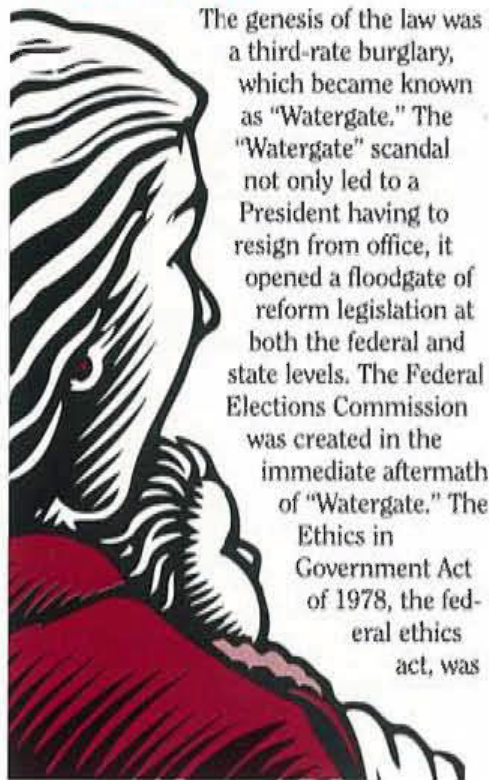 The genesis of the law was
a third-rate burglary,
which became known
as "Watergate." The
"Watergate" scandal
not only led to a
President having to
resign from office, it
opened a floodgate of
reform legislation at
both the federal and
state levels. The Federal
Elections Commission
was created in the
immediate aftermath
of "Watergate." The
Ethics in
Government Act
of 1978, the fed-
eral ethics
act, was